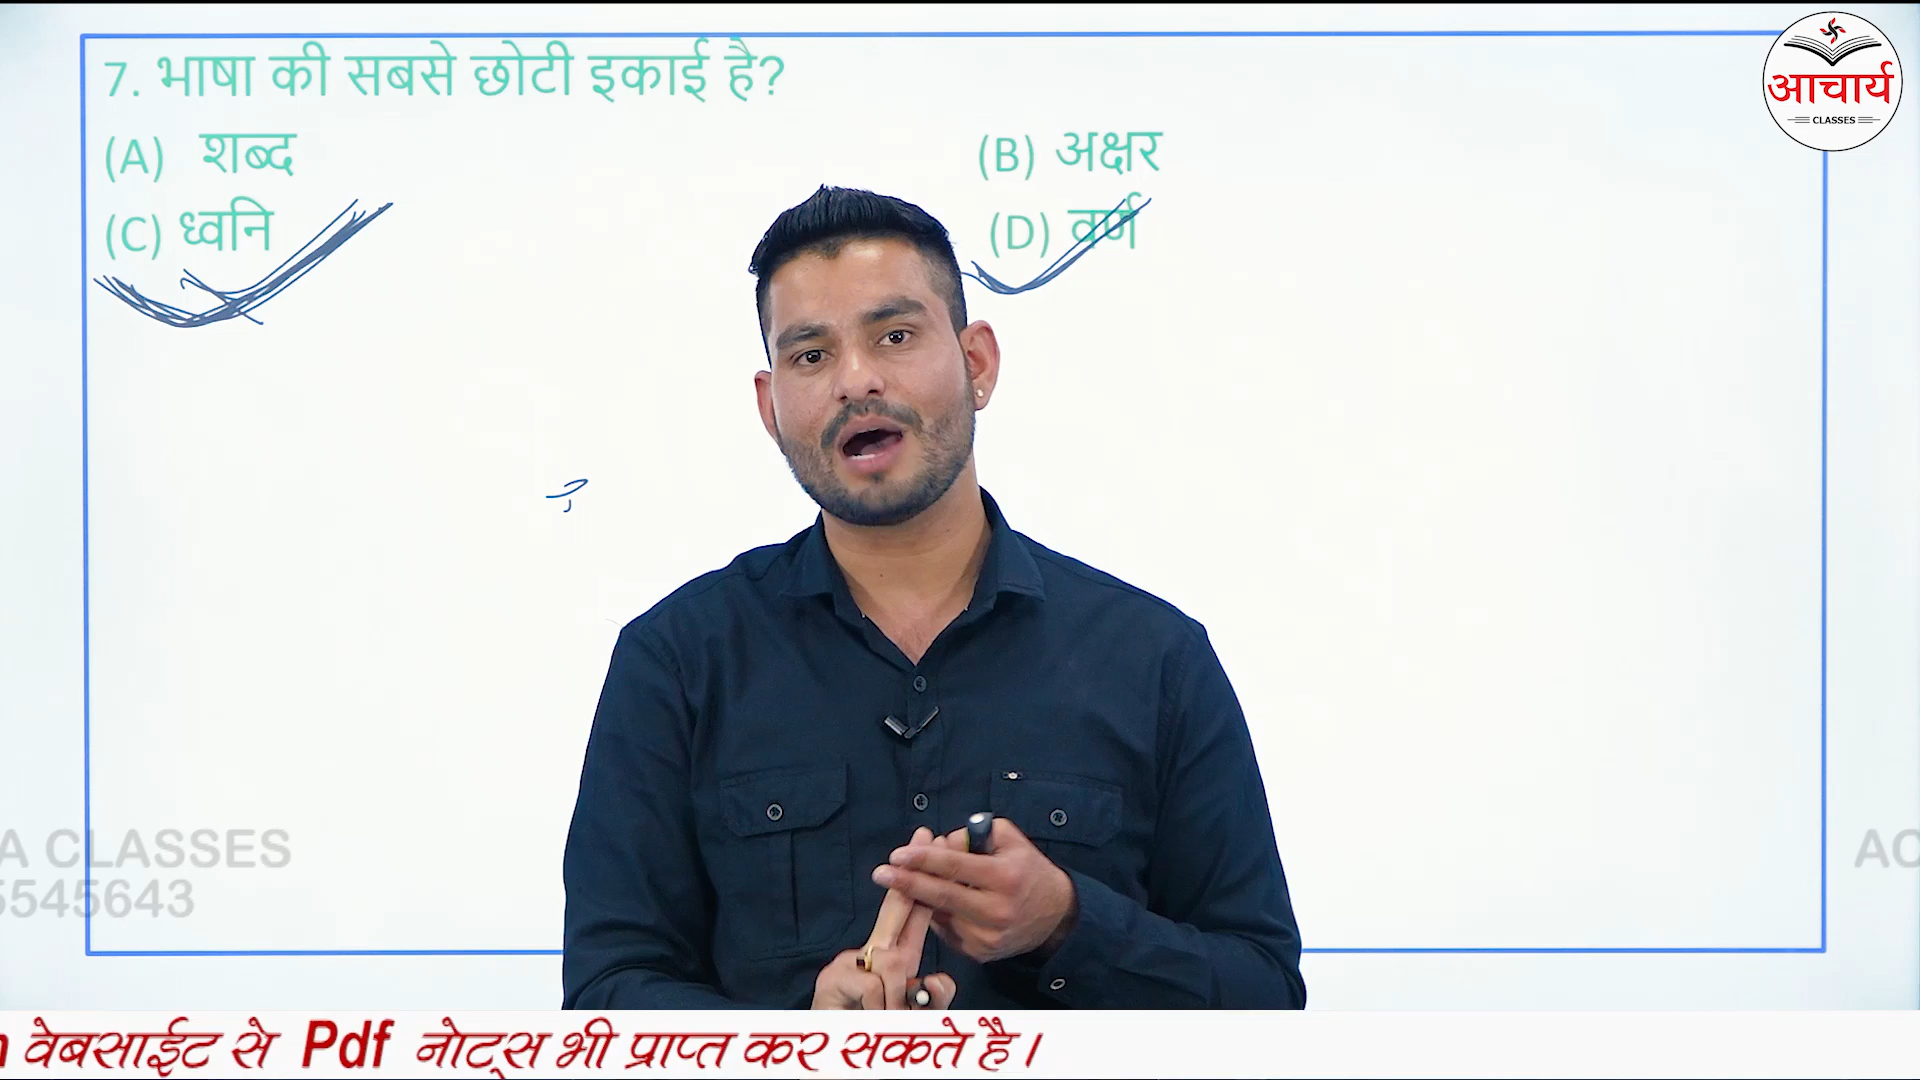 7. भाषा की सबसे छोटी इकाई है?
(A) शब्द
(B) अक्षर
(C) ध्वनि
(D) वर्ण
आचार्य
CLASSES
A CLASSES
5545643
AC
वेबसाईट से Pdf नोट्स भी प्राप्त कर सकते है।